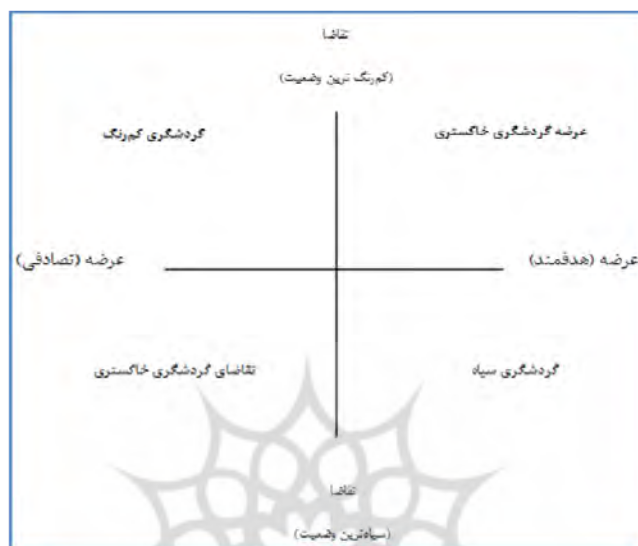 تقاضا
(کم‌رنگ ترین وضعیت)
عرضه گردشگری خاکستری
گردشگری کم‌رنگ
عرضه (هدفمند)
عرضه (تصادفی)
گردشگری سیاه
تقاضای گردشگری خاکستری
تقاضا
(سیاه‌ترین وضعیت)